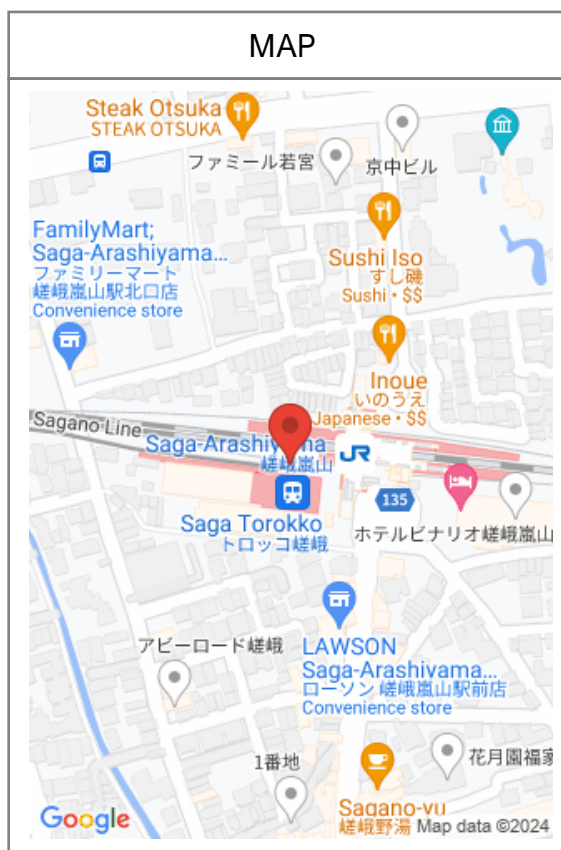 MAP
Steak Otsuka
STEAK OTSUKA
ファミール若宮
京中ビル
FamilyMart;
Saga-Arashiyama...
ファミリーマート
嵯峨嵐山駅北口店
Convenience store
Sushi Iso
すし磯
Sushi・$$
Inoue
いのうえ
Japanese・$$
Sagano Line
Saga-Arashiyama
嵯峨嵐山
JR
135
Saga Torokko
トロッコ嵯峨
ホテルビナリオ嵯峨嵐山
アビーロード嵯峨
LAWSON
Saga-Arashiyama...
ローソン 嵯峨嵐山駅前店
Convenience store
1番地
花月園福家
Sagano-yu
嵯峨野湯
Google
Map data ©2024